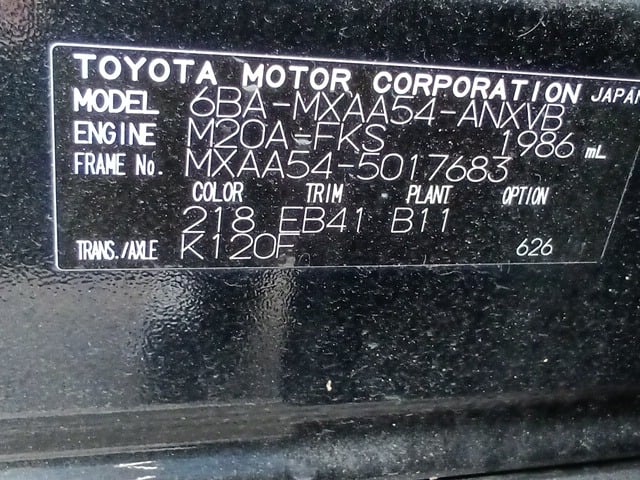 TOYOTA MOTOR CORPORATION JAPAN
MODEL 6BA-MXAA54-ANXVB
ENGINE M20A-FKS 1986 mL
FRAME No. MXAA54-5017683
COLOR TRIM PLANT OPTION
218 EB41 B11
TRANS./AXLE K120F 626